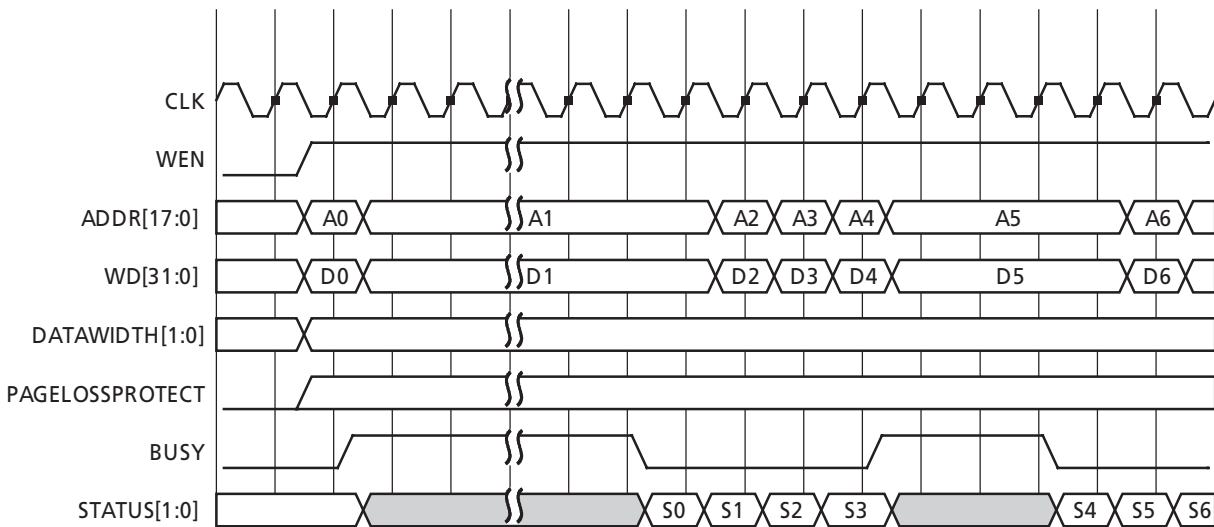 CLK
WEN
ADDR[17:0] A0 A1 A2 A3 A4 A5 A6
WD[31:0] D0 D1 D2 D3 D4 D5 D6
DATAWIDTH[1:0]
PAGELOSSPROTECT
BUSY
STATUS[1:0] S0 S1 S2 S3 S4 S5 S6